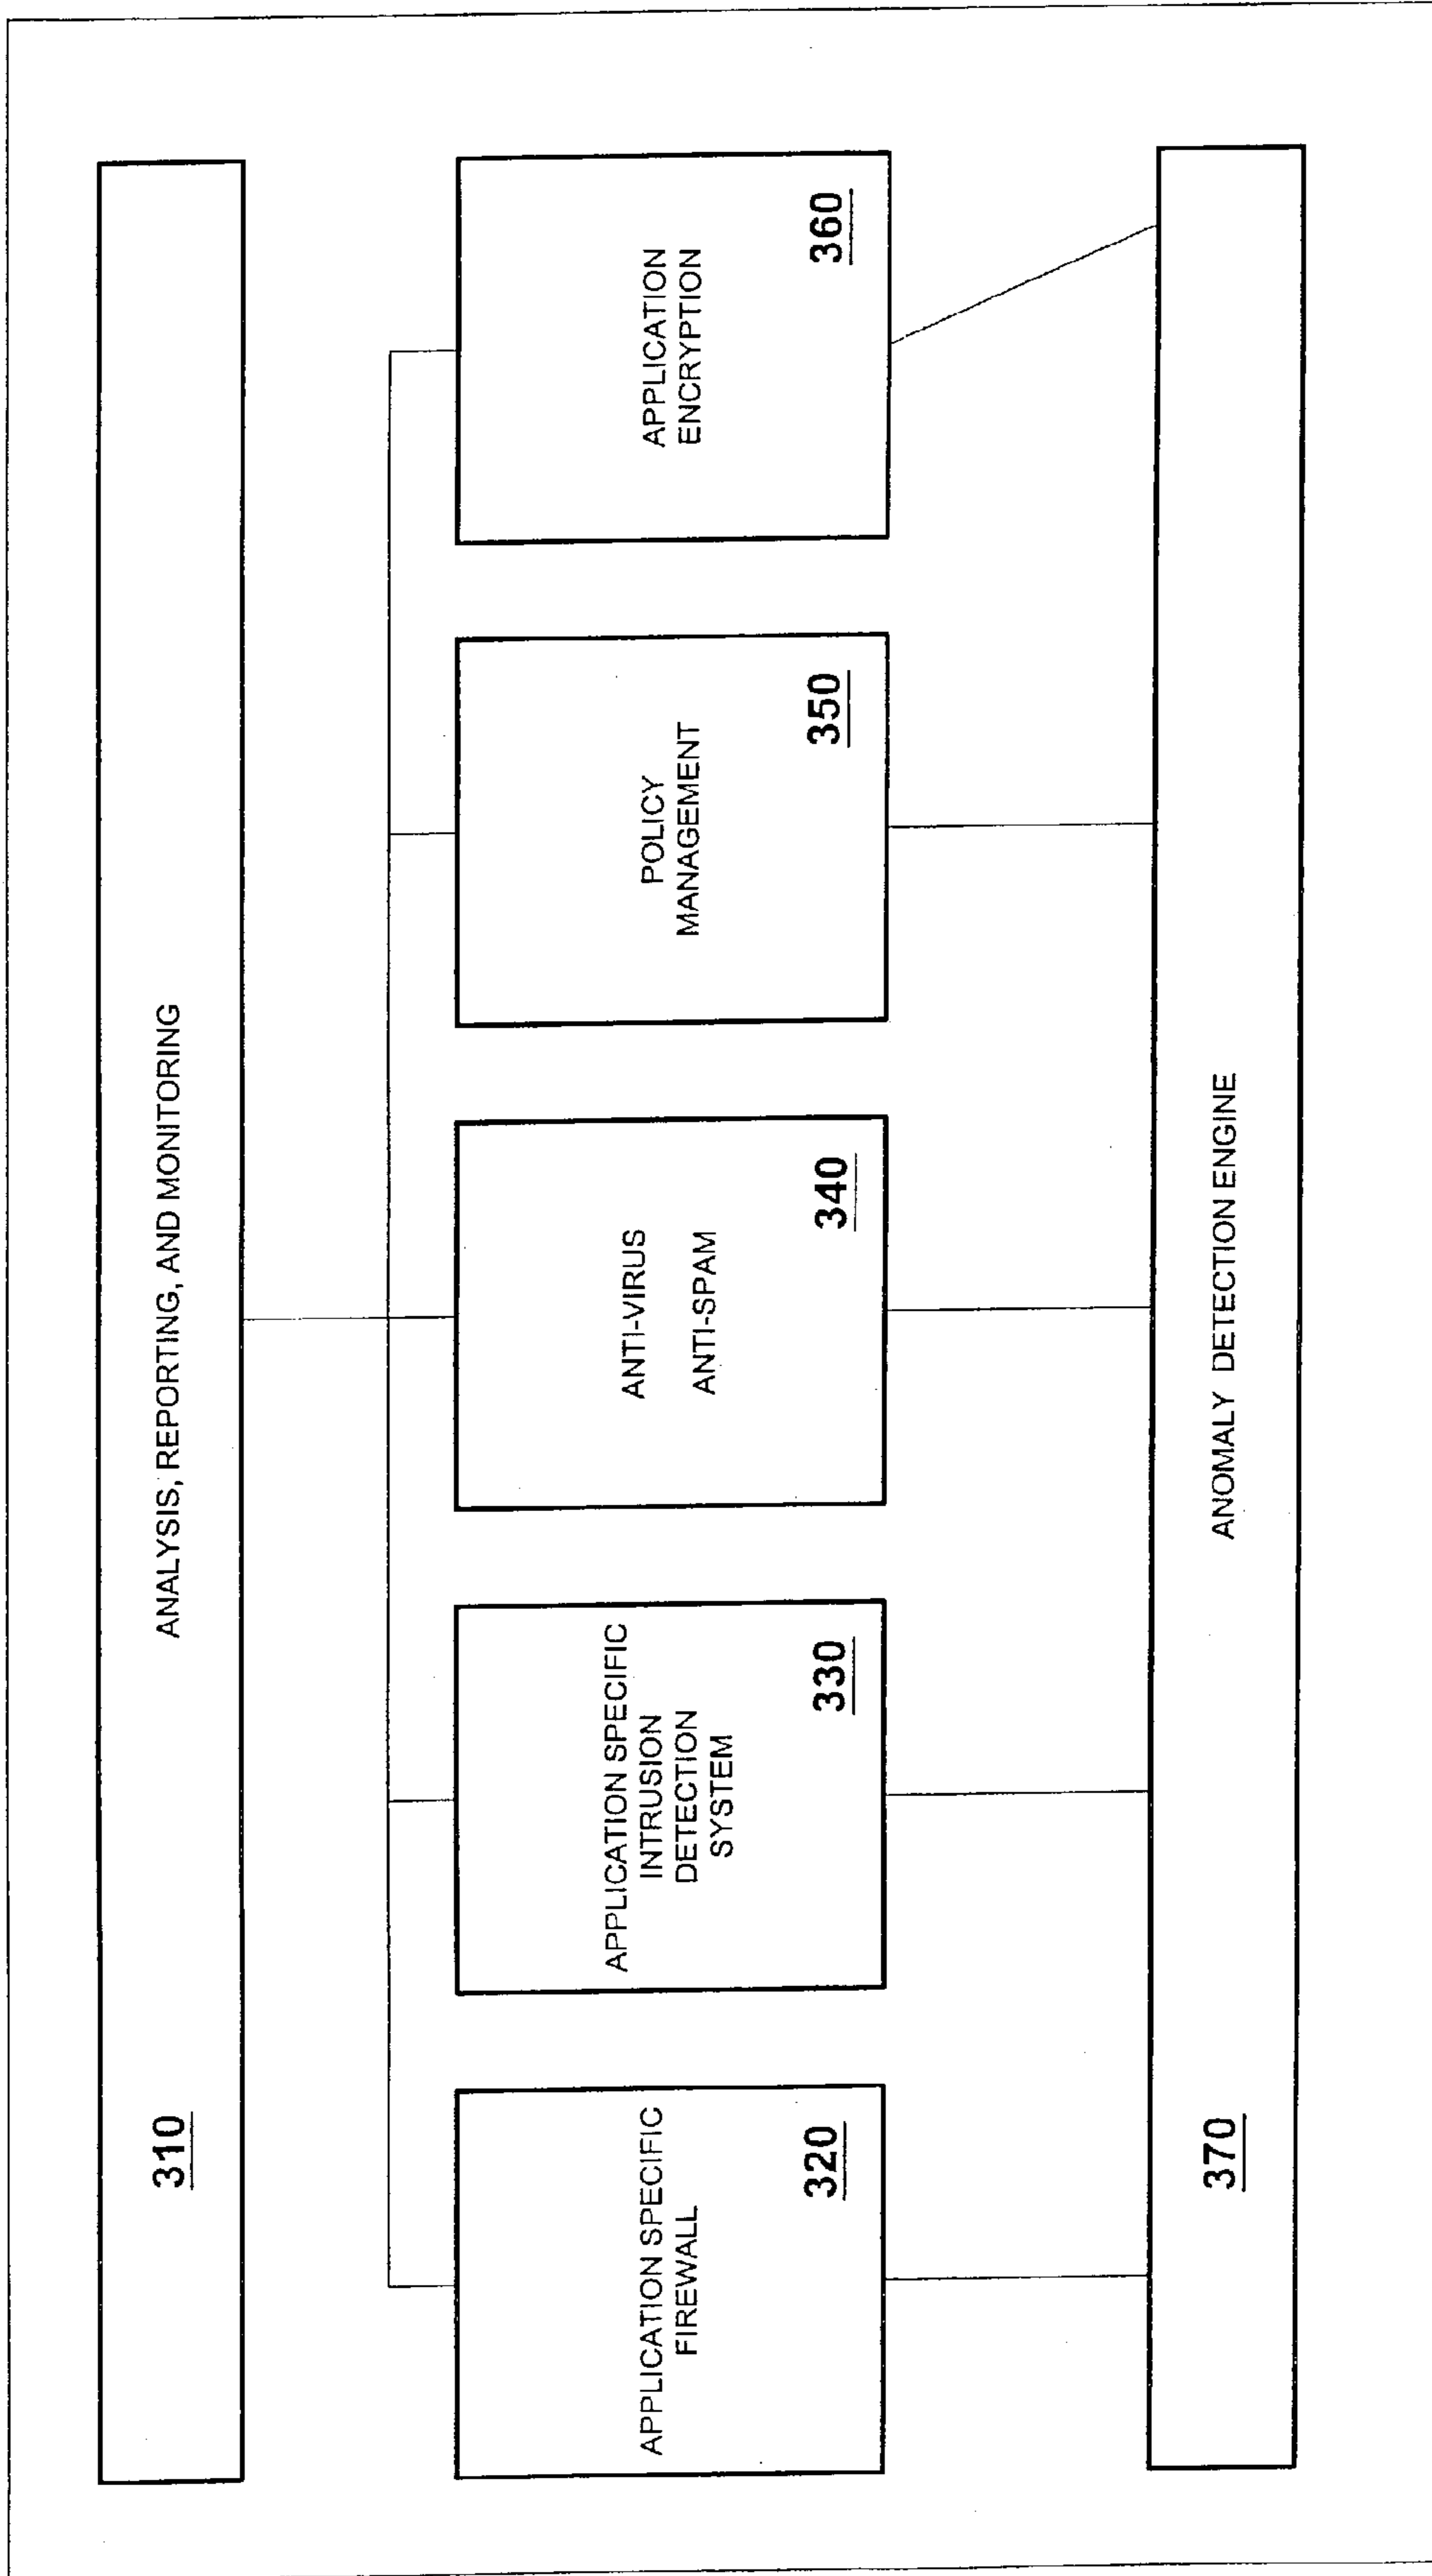 ANALYSIS, REPORTING, AND MONITORING
310
APPLICATION SPECIFIC
FIREWALL
320
APPLICATION SPECIFIC
INTRUSION
DETECTION
SYSTEM
330
ANTI-VIRUS
ANTI-SPAM
340
POLICY
MANAGEMENT
350
APPLICATION
ENCRYPTION
360
ANOMALY DETECTION ENGINE
370